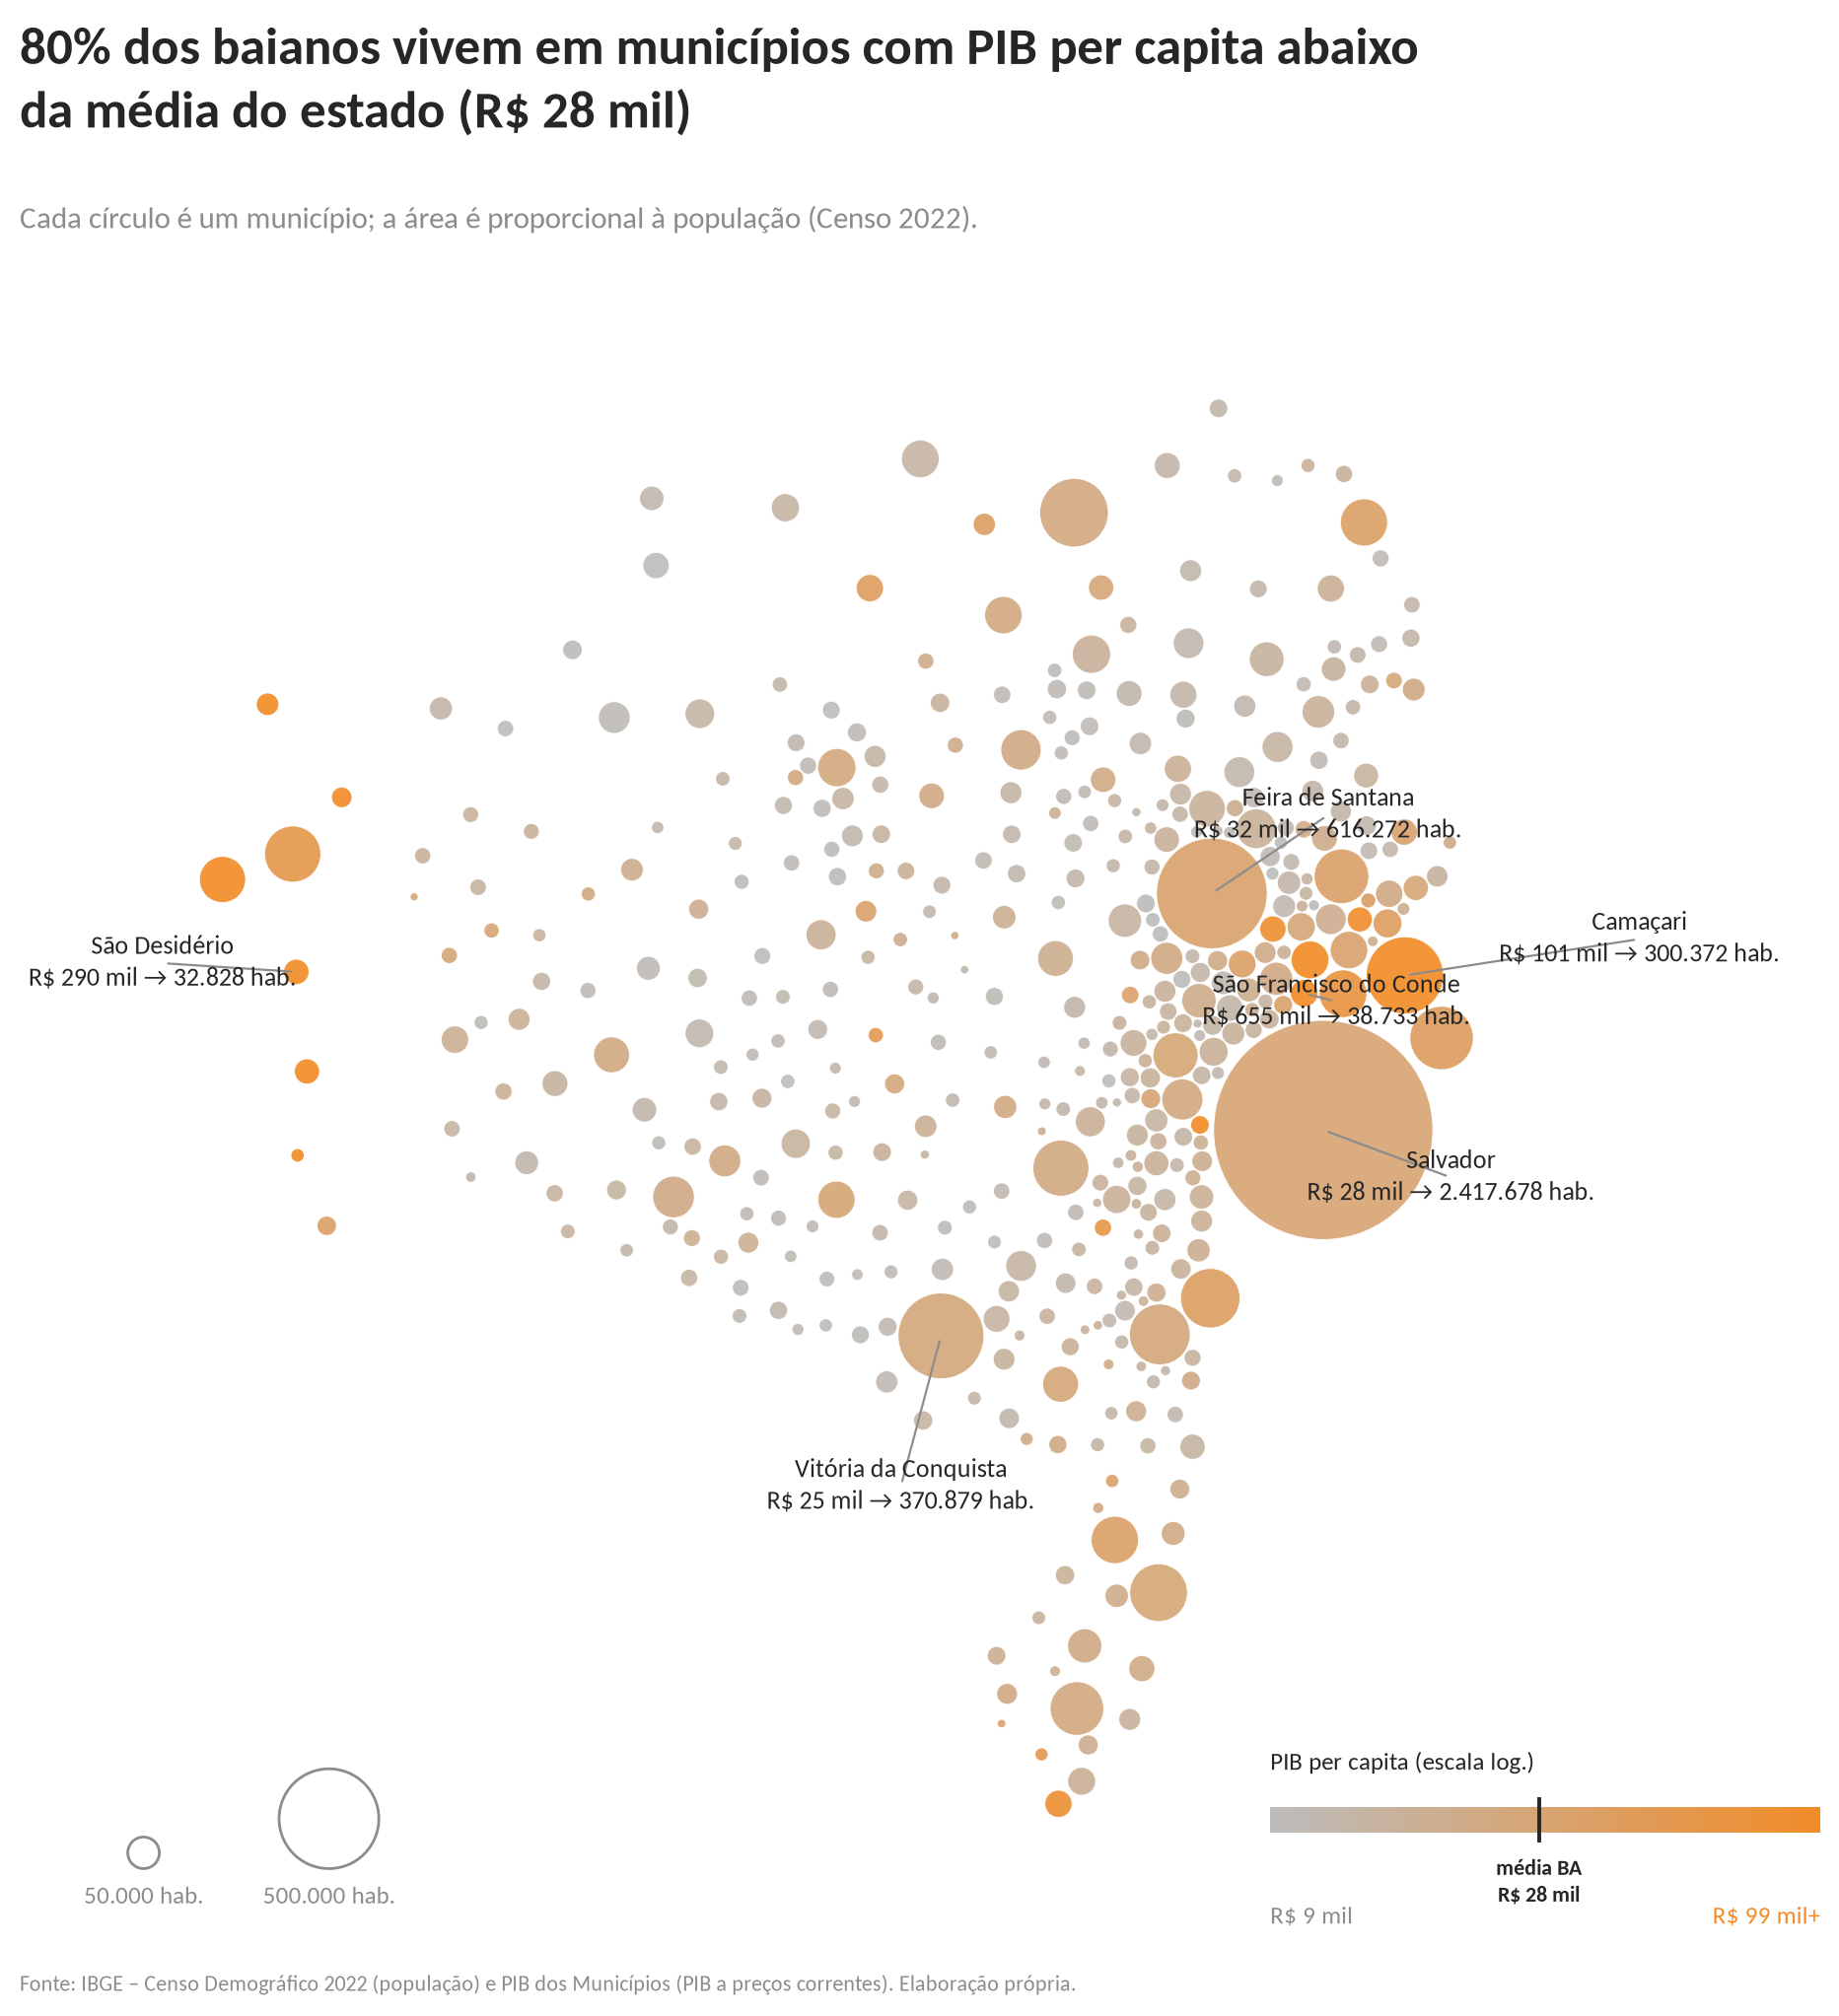 80% dos baianos vivem em municípios com PIB per capita abaixo
da média do estado (R$ 28 mil)
Cada círculo é um município; a área é proporcional à população (Censo 2022).
Feira de Santana
R$ 32 mil → 616.272 hab.
Camaçari
R$ 101 mil → 300.372 hab.
São Desidério
R$ 290 mil → 32.828 hab.
São Francisco do Conde
R$ 655 mil → 38.733 hab.
Salvador
R$ 28 mil → 2.417.678 hab.
Vitória da Conquista
R$ 25 mil → 370.879 hab.
PIB per capita (escala log.)
média BA
R$ 28 mil
R$ 9 mil
R$ 99 mil+
50.000 hab.
500.000 hab.
Fonte: IBGE – Censo Demográfico 2022 (população) e PIB dos Municípios (PIB a preços correntes). Elaboração própria.